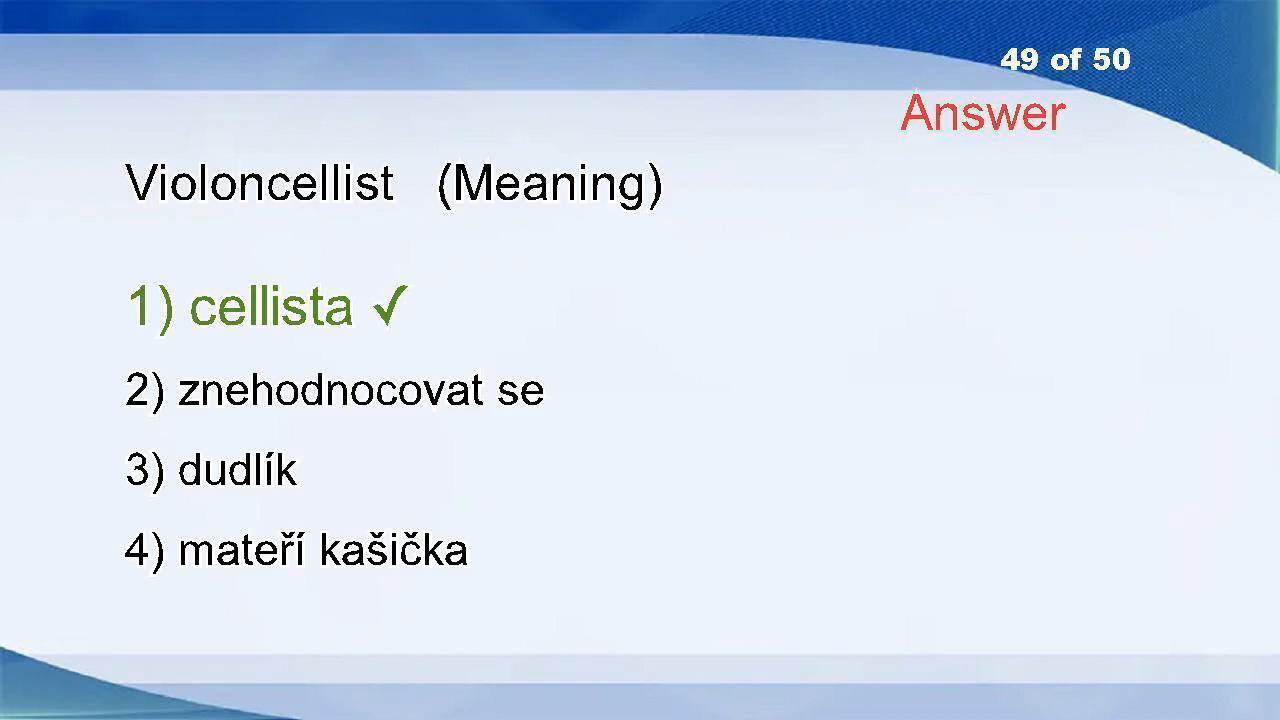 49 of 50
Answer
Violoncellist (Meaning)
1) cellista ✓
2) znehodnocovat se
3) dudlík
4) mateří kašička